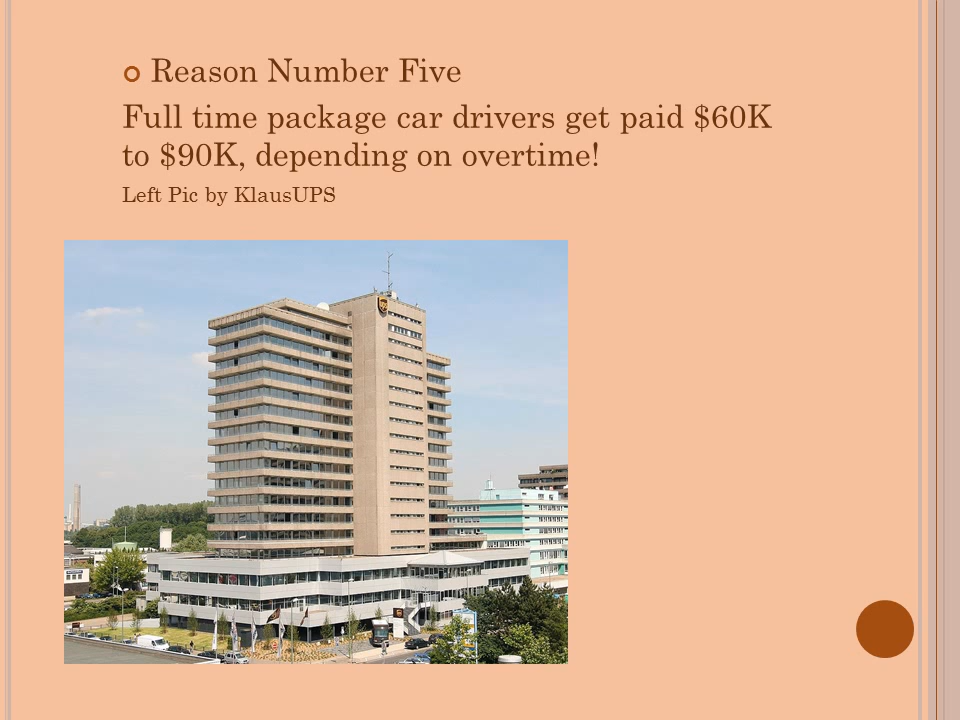 Reason Number Five
Full time package car drivers get paid $60K
to $90K, depending on overtime!
Left Pic by KlausUPS